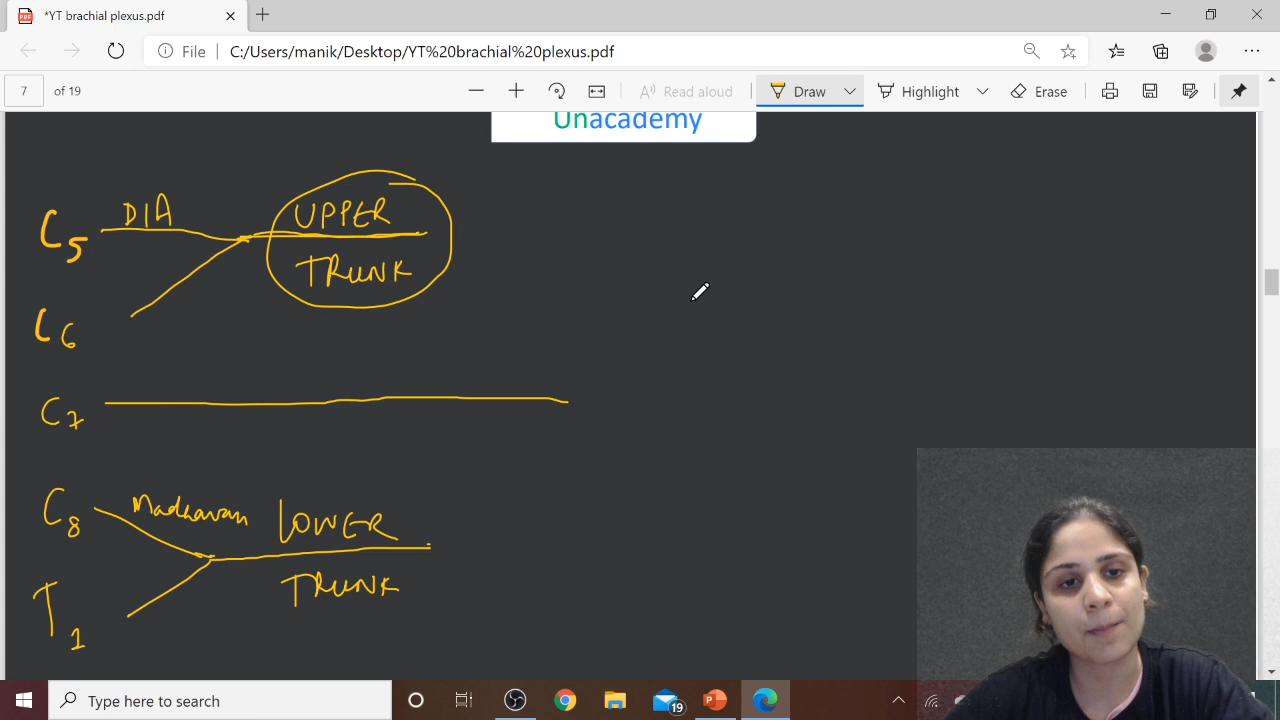 *YT brachial plexus.pdf
File C:/Users/manik/Desktop/YT%20brachial%20plexus.pdf
7 of 19
Read aloud
Draw
Highlight
Erase
Unacademy
C5 DIA UPPER
TRUNK
C6
C7
C8 Madhavan LOWER
T1 TRUNK
Type here to search
19